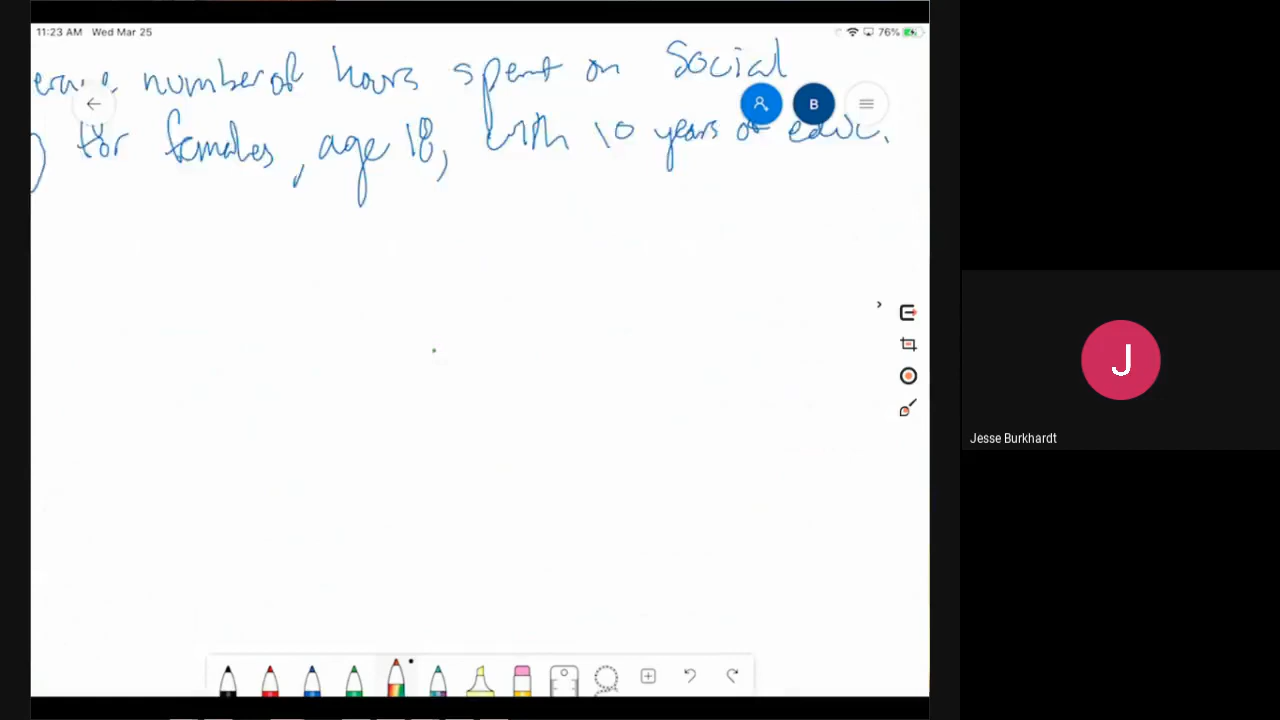 11:23 AM Wed Mar 25
76%
number of hours spent on Social
for females, age 18, with 10 years of educ.
B
J
Jesse Burkhardt